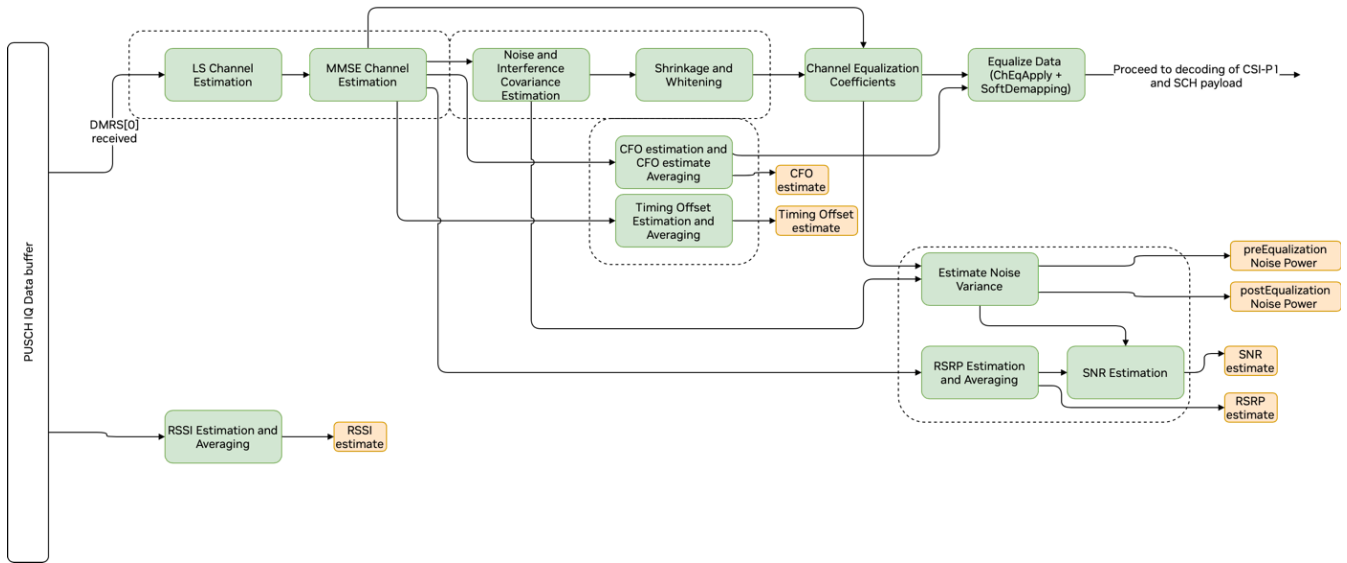 LS Channel
Estimation
MMSE Channel
Estimation
Noise and
Interference
Covariance
Estimation
Shrinkage and
Whitening
Channel Equalization
Coefficients
Equalize Data
(ChEqApply +
SoftDemapping)
Proceed to decoding of CSI-P1
and SCH payload
DMRS[0]
received
CFO estimation and
CFO estimate
Averaging
CFO
estimate
Timing Offset
Estimation and
Averaging
Timing Offset
estimate
PUSCH IQ Data buffer
Estimate Noise
Variance
preEqualization
Noise Power
postEqualization
Noise Power
RSRP Estimation
and Averaging
SNR Estimation
SNR
estimate
RSRP
estimate
RSSI Estimation and
Averaging
RSSI
estimate